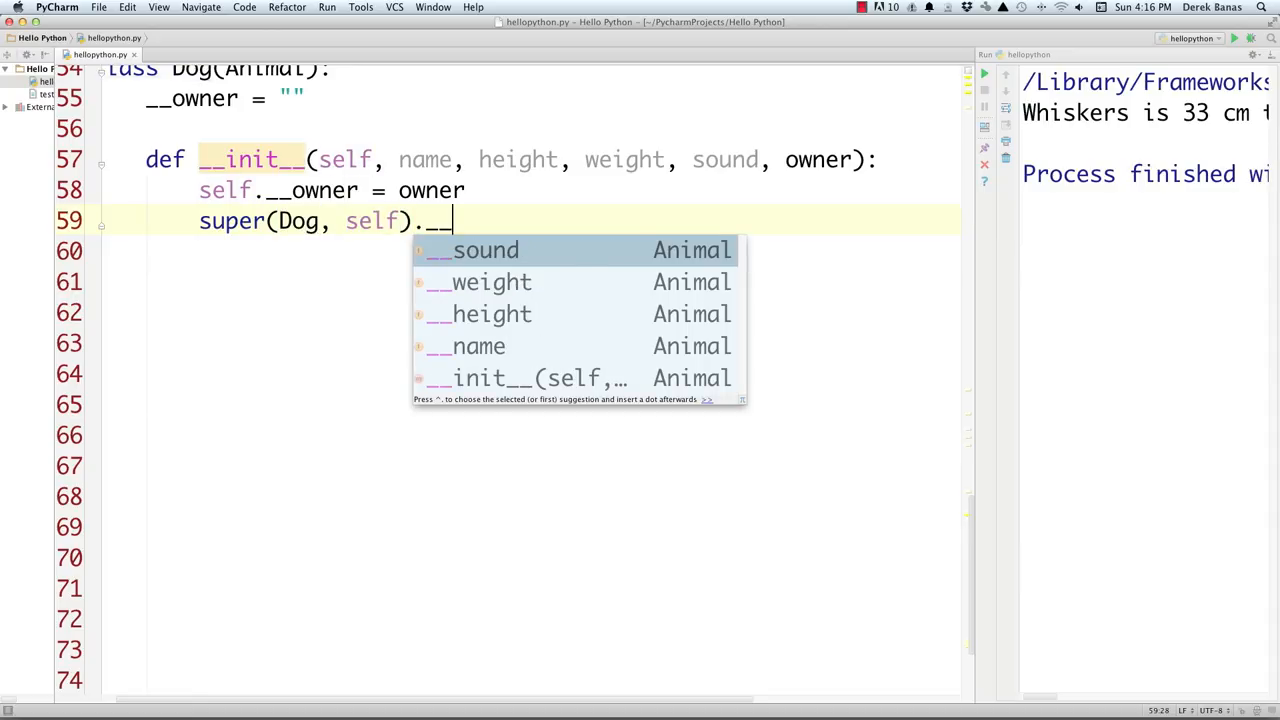 PyCharm File Edit View Navigate Code Refactor Run Tools VCS Window Help 10 Sun 4:16 PM Derek Banas
hellopython.py - Hello Python - [~/PycharmProjects/Hello Python]
Hello Python hellopython.py hellopython
hellopython.py Run hellopython
Hello F
hell
test
Extern
54 lass Dog(Animal):
55 __owner = ""
56
57 def __init__(self, name, height, weight, sound, owner):
58 self.__owner = owner
59 super(Dog, self).__
60
61
62
63
64
65
66
67
68
69
70
71
72
73
74
__sound Animal
__weight Animal
__height Animal
__name Animal
__init__(self,… Animal
Press ^. to choose the selected (or first) suggestion and insert a dot afterwards >>
/Library/Frameworks
Whiskers is 33 cm t
Process finished wi
59:28 LF UTF-8